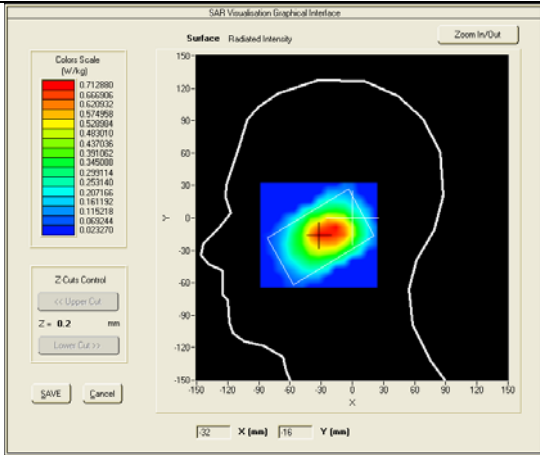 SAR Visualisation Graphical Interface
Surface Radiated Intensity
Zoom In/Out
Colors Scale
(W/kg)
0.712880
0.666906
0.620932
0.574958
0.528984
0.483010
0.437036
0.391062
0.345088
0.299114
0.253140
0.207166
0.161192
0.115218
0.069244
0.023270
Z-Cuts Control
<< Upper Cut
Z = 0.2 mm
Lower Cut >>
SAVE Cancel
150
120
90
60
30
0
-30
-60
-90
-120
-150
Y
-150 -120 -90 -60 -30 0 30 60 90 120 150
X
-32 X (mm) -16 Y (mm)